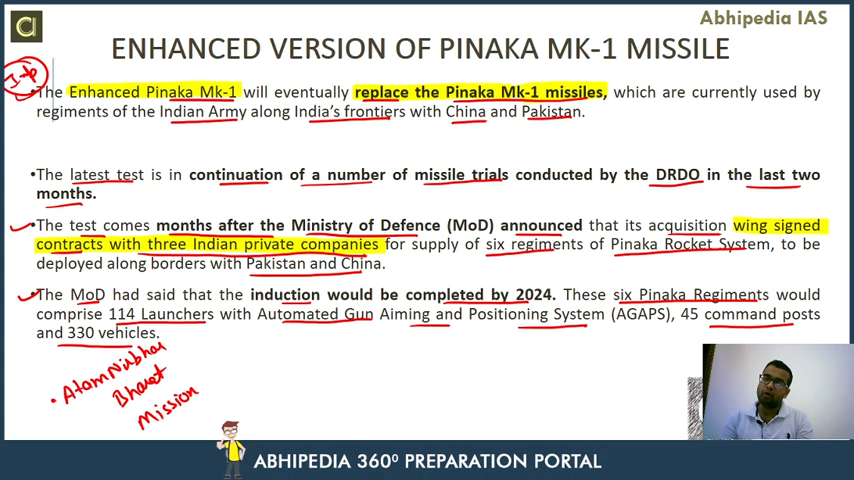 Abhipedia IAS
ENHANCED VERSION OF PINAKA MK-1 MISSILE
Imp
•The Enhanced Pinaka Mk-1 will eventually replace the Pinaka Mk-1 missiles, which are currently used by
regiments of the Indian Army along India's frontiers with China and Pakistan.
•The latest test is in continuation of a number of missile trials conducted by the DRDO in the last two
months.
•The test comes months after the Ministry of Defence (MoD) announced that its acquisition wing signed
contracts with three Indian private companies for supply of six regiments of Pinaka Rocket System, to be
deployed along borders with Pakistan and China.
•The MoD had said that the induction would be completed by 2024. These six Pinaka Regiments would
comprise 114 Launchers with Automated Gun Aiming and Positioning System (AGAPS), 45 command posts
and 330 vehicles.
• AtamNirbhar
Bharat
Mission
ABHIPEDIA 360⁰ PREPARATION PORTAL